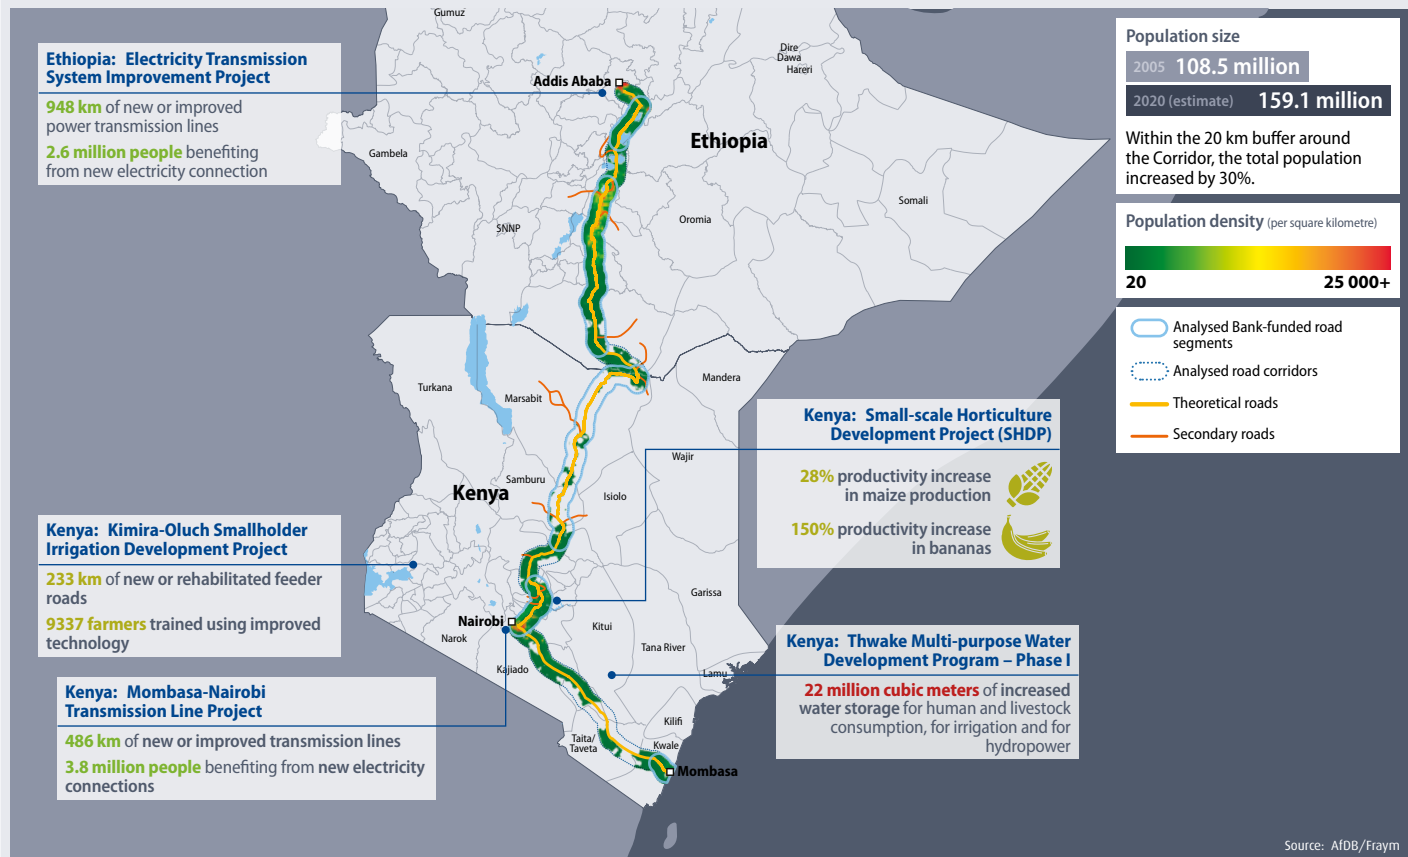 Gumuz
Dire
Dawa
Hareri
Addis Ababa
Ethiopia
Gambela
Somali
Oromia
SNNP
Ethiopia: Electricity Transmission
System Improvement Project
948 km of new or improved
power transmission lines
2.6 million people benefiting
from new electricity connection
Population size
2005 108.5 million
2020 (estimate) 159.1 million
Within the 20 km buffer around
the Corridor, the total population
increased by 30%.
Population density (per square kilometre)
20 25 000+
Analysed Bank-funded road
segments
Analysed road corridors
Theoretical roads
Secondary roads
Turkana
Marsabit
Mandera
Wajir
Samburu
Kenya
Isiolo
Garissa
Nairobi
Kitui
Narok
Tana River
Kajiado
Lamu
Kilifi
Taita/
Taveta
Kwale
Mombasa
Kenya: Small-scale Horticulture
Development Project (SHDP)
28% productivity increase
in maize production
150% productivity increase
in bananas
Kenya: Kimira-Oluch Smallholder
Irrigation Development Project
233 km of new or rehabilitated feeder
roads
9337 farmers trained using improved
technology
Kenya: Thwake Multi-purpose Water
Development Program – Phase I
22 million cubic meters of increased
water storage for human and livestock
consumption, for irrigation and for
hydropower
Kenya: Mombasa-Nairobi
Transmission Line Project
486 km of new or improved transmission lines
3.8 million people benefiting from new electricity
connections
Source: AfDB/Fraym